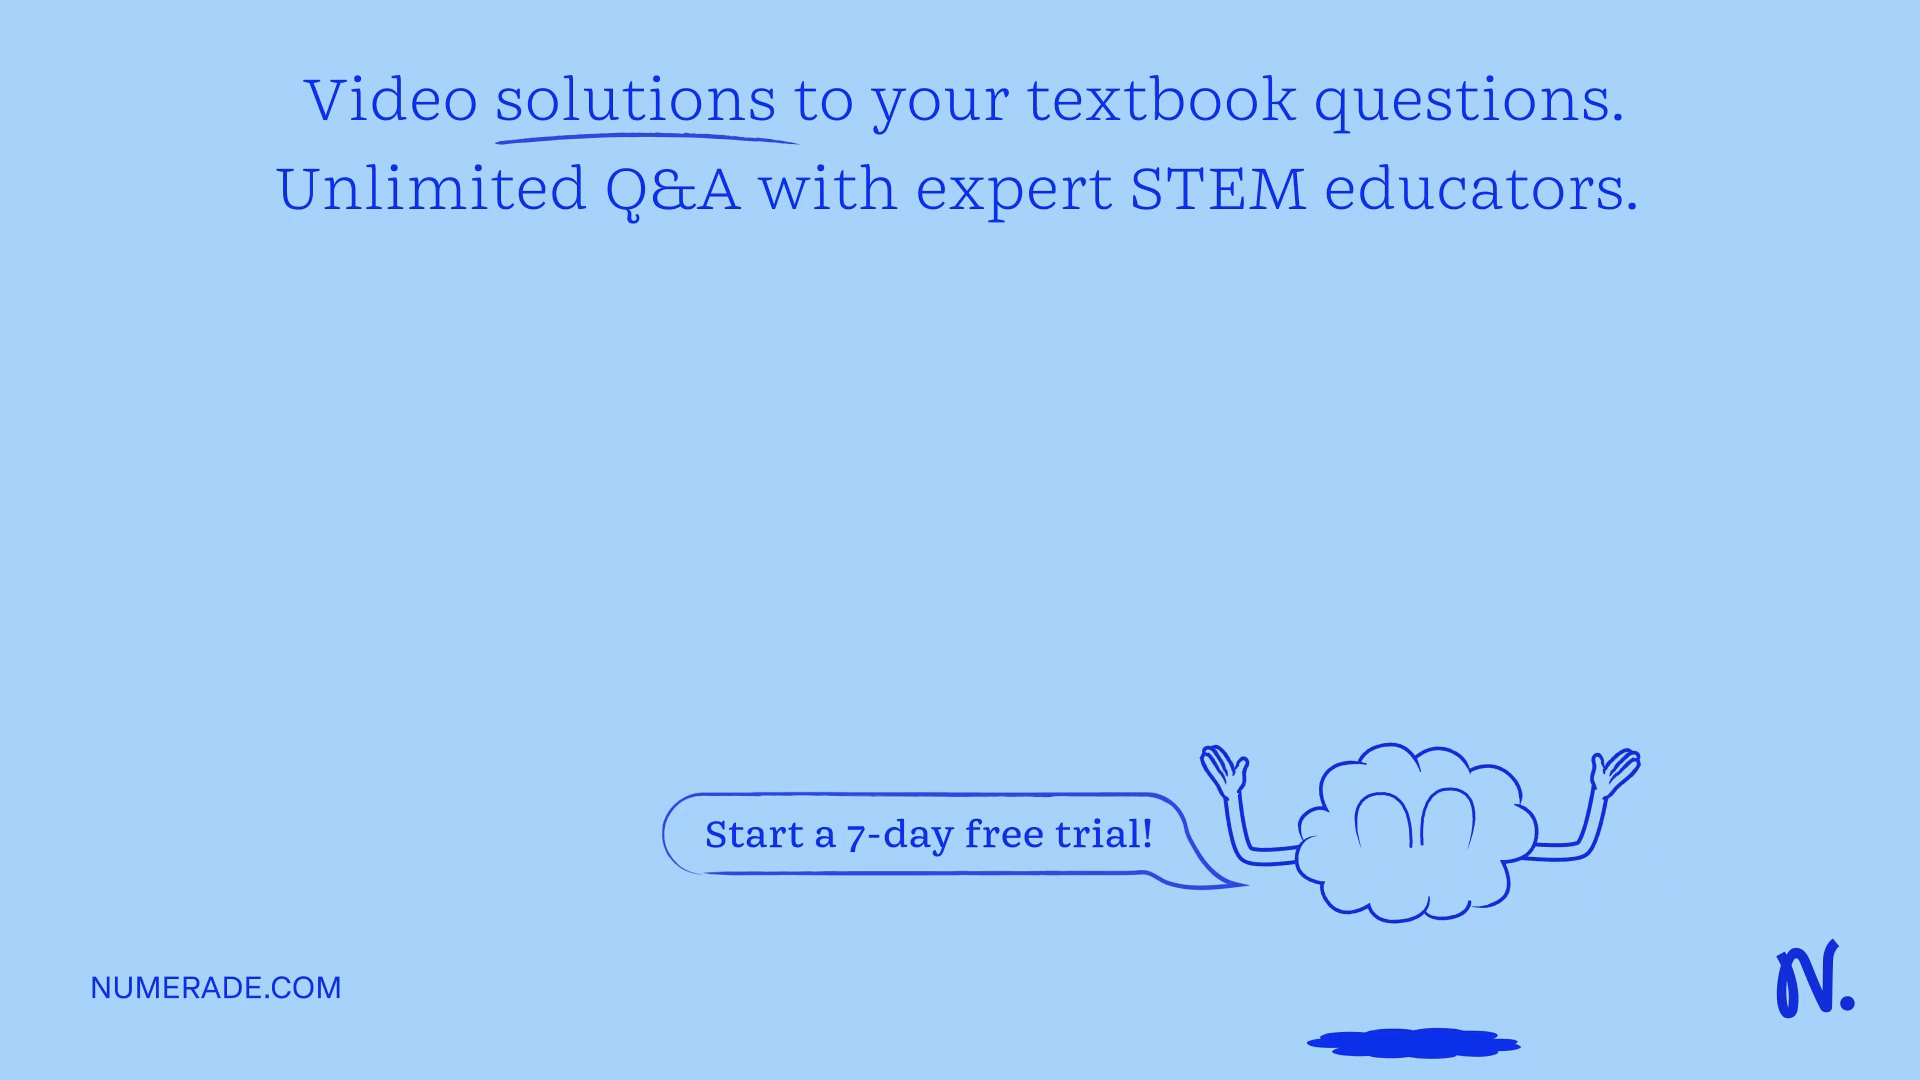 Video solutions to your textbook questions.
Unlimited Q&A with expert STEM educators.
Start a 7-day free trial!
NUMERADE.COM
N.